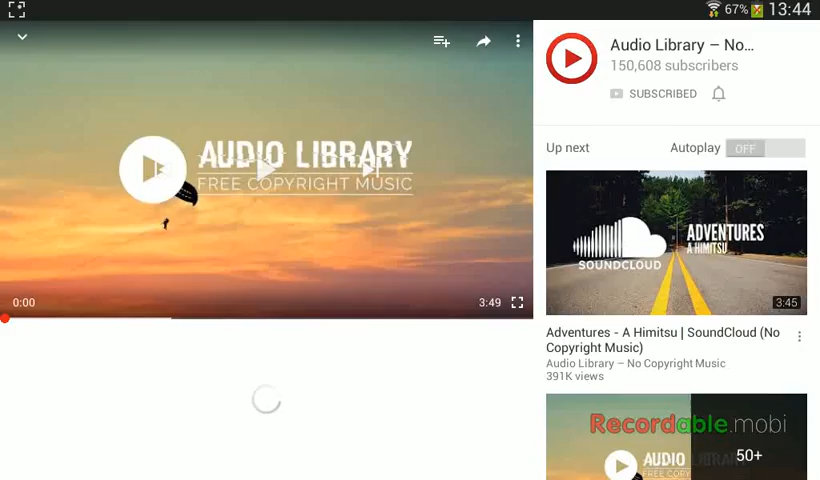 67% 13:44
AUDIO LIBRARY
FREE COPYRIGHT MUSIC
0:00 3:49
Audio Library – No...
150,608 subscribers
SUBSCRIBED
Up next Autoplay OFF
ADVENTURES
A HIMITSU
SOUNDCLOUD
3:45
Adventures - A Himitsu | SoundCloud (No
Copyright Music)
Audio Library – No Copyright Music
391K views
Recordable.mobi
AUDIO LIBRARY
50+